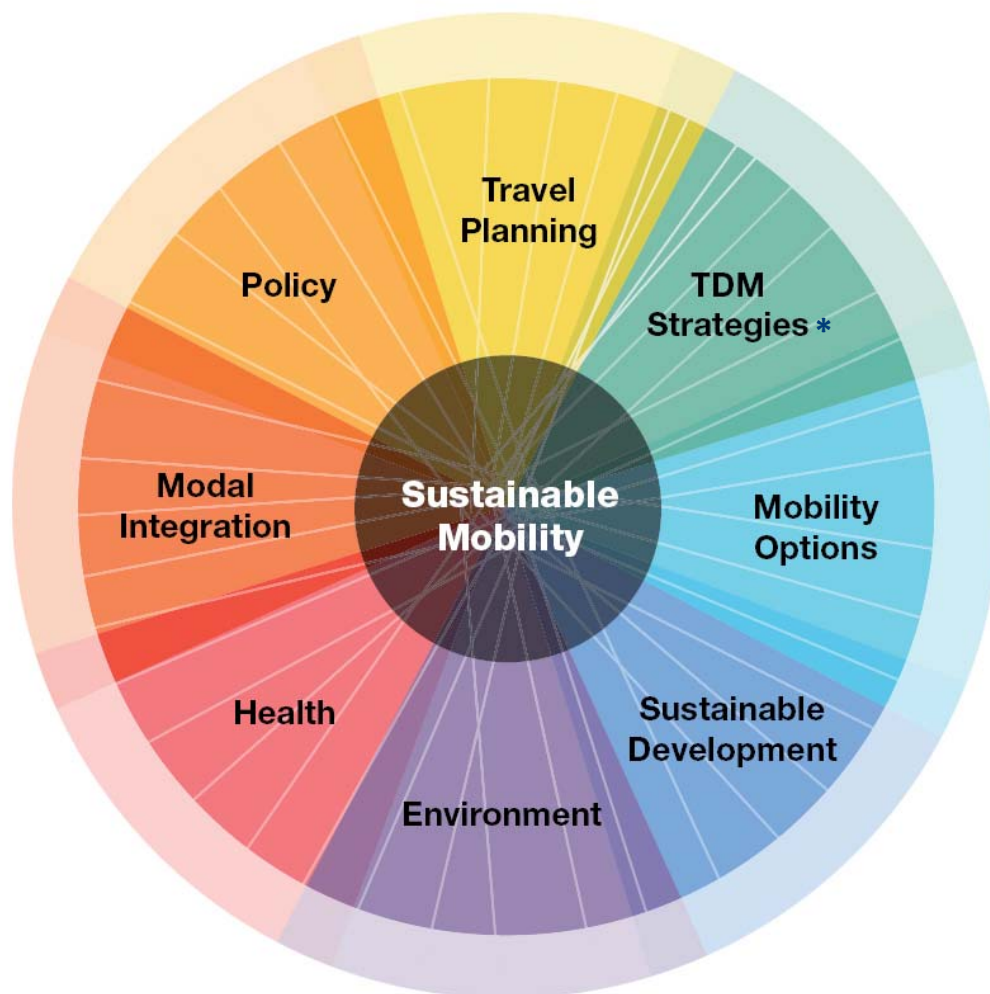 Travel
Planning
TDM
Strategies *
Mobility
Options
Sustainable
Development
Environment
Health
Modal
Integration
Policy
Sustainable
Mobility